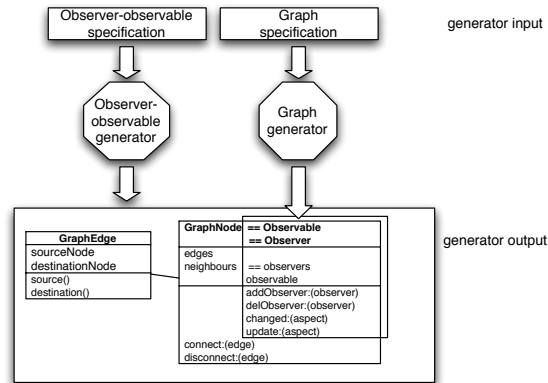 Observer-observable
specification
Graph
specification
generator input
Observer-
observable
generator
Graph
generator
generator output
GraphEdge
sourceNode
destinationNode
source()
destination()
GraphNode == Observable
== Observer
edges
neighbours == observers
observable
addObserver:(observer)
delObserver:(observer)
changed:(aspect)
update:(aspect)
connect:(edge)
disconnect:(edge)